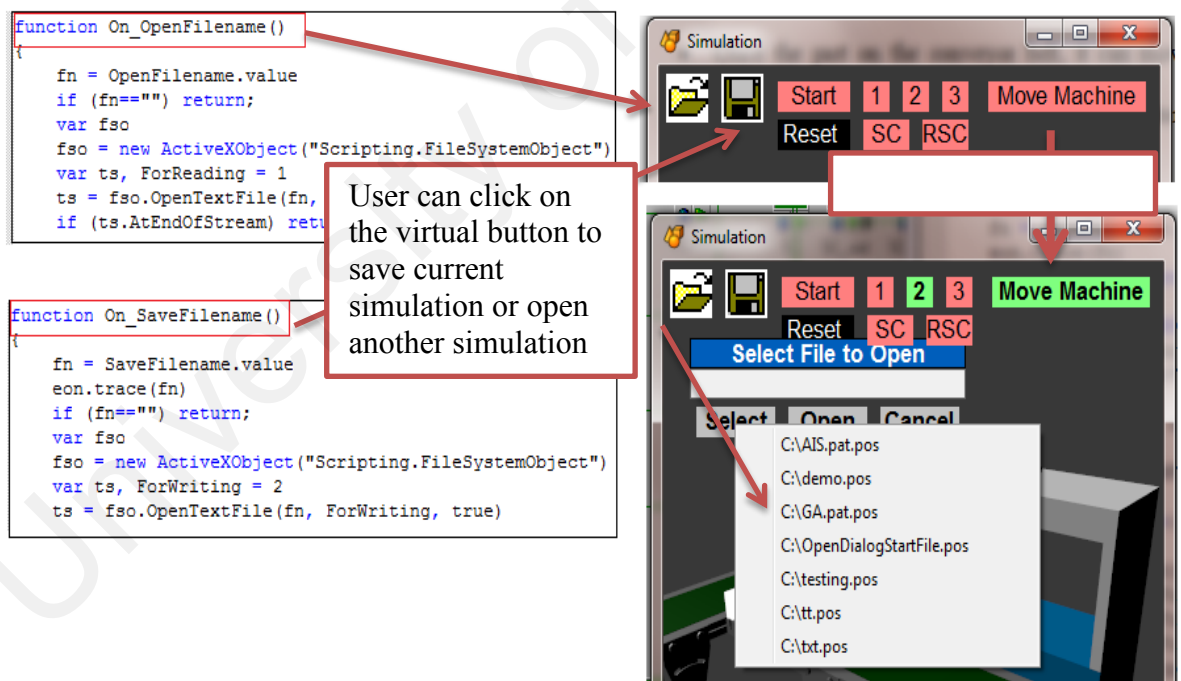 function On_OpenFilename()
{
fn = OpenFilename.value
if (fn=="") return;
var fso
fso = new ActiveXObject("Scripting.FileSystemObject")
var ts, ForReading = 1
ts = fso.OpenTextFile(fn,
if (ts.AtEndOfStream)
function On_SaveFilename()
{
fn = SaveFilename.value
eon.trace(fn)
if (fn=="") return;
var fso
fso = new ActiveXObject("Scripting.FileSystemObject")
var ts, ForWriting = 2
ts = fso.OpenTextFile(fn, ForWriting, true)
User can click on
the virtual button to
save current
simulation or open
another simulation
Simulation
Start 1 2 3 Move Machine
Reset SC RSC
Simulation
Start 1 2 3 Move Machine
Reset SC RSC
Select File to Open
Select Open Cancel
C:\AIS.pat.pos
C:\demo.pos
C:\GA.pat.pos
C:\OpenDialogStartFile.pos
C:\testing.pos
C:\tt.pos
C:\txt.pos
University